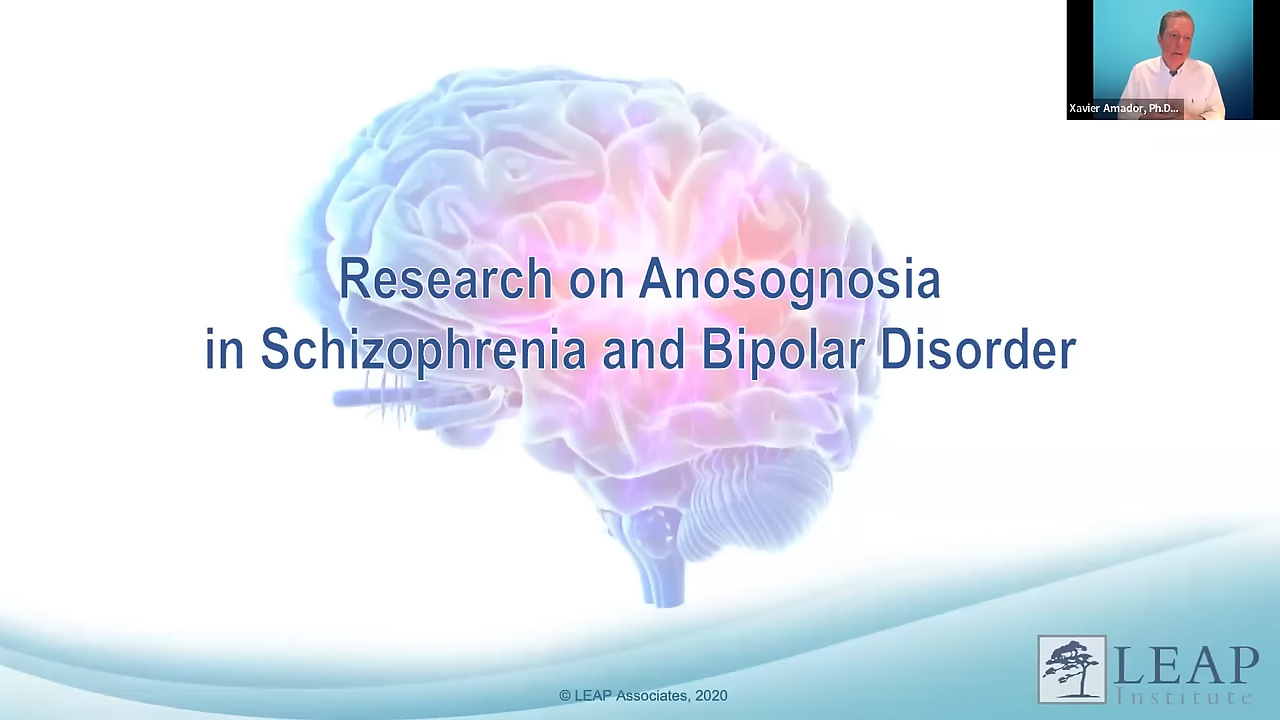 Xavier Amador, Ph.D...
Research on Anosognosia
in Schizophrenia and Bipolar Disorder
© LEAP Associates, 2020
LEAP
Institute